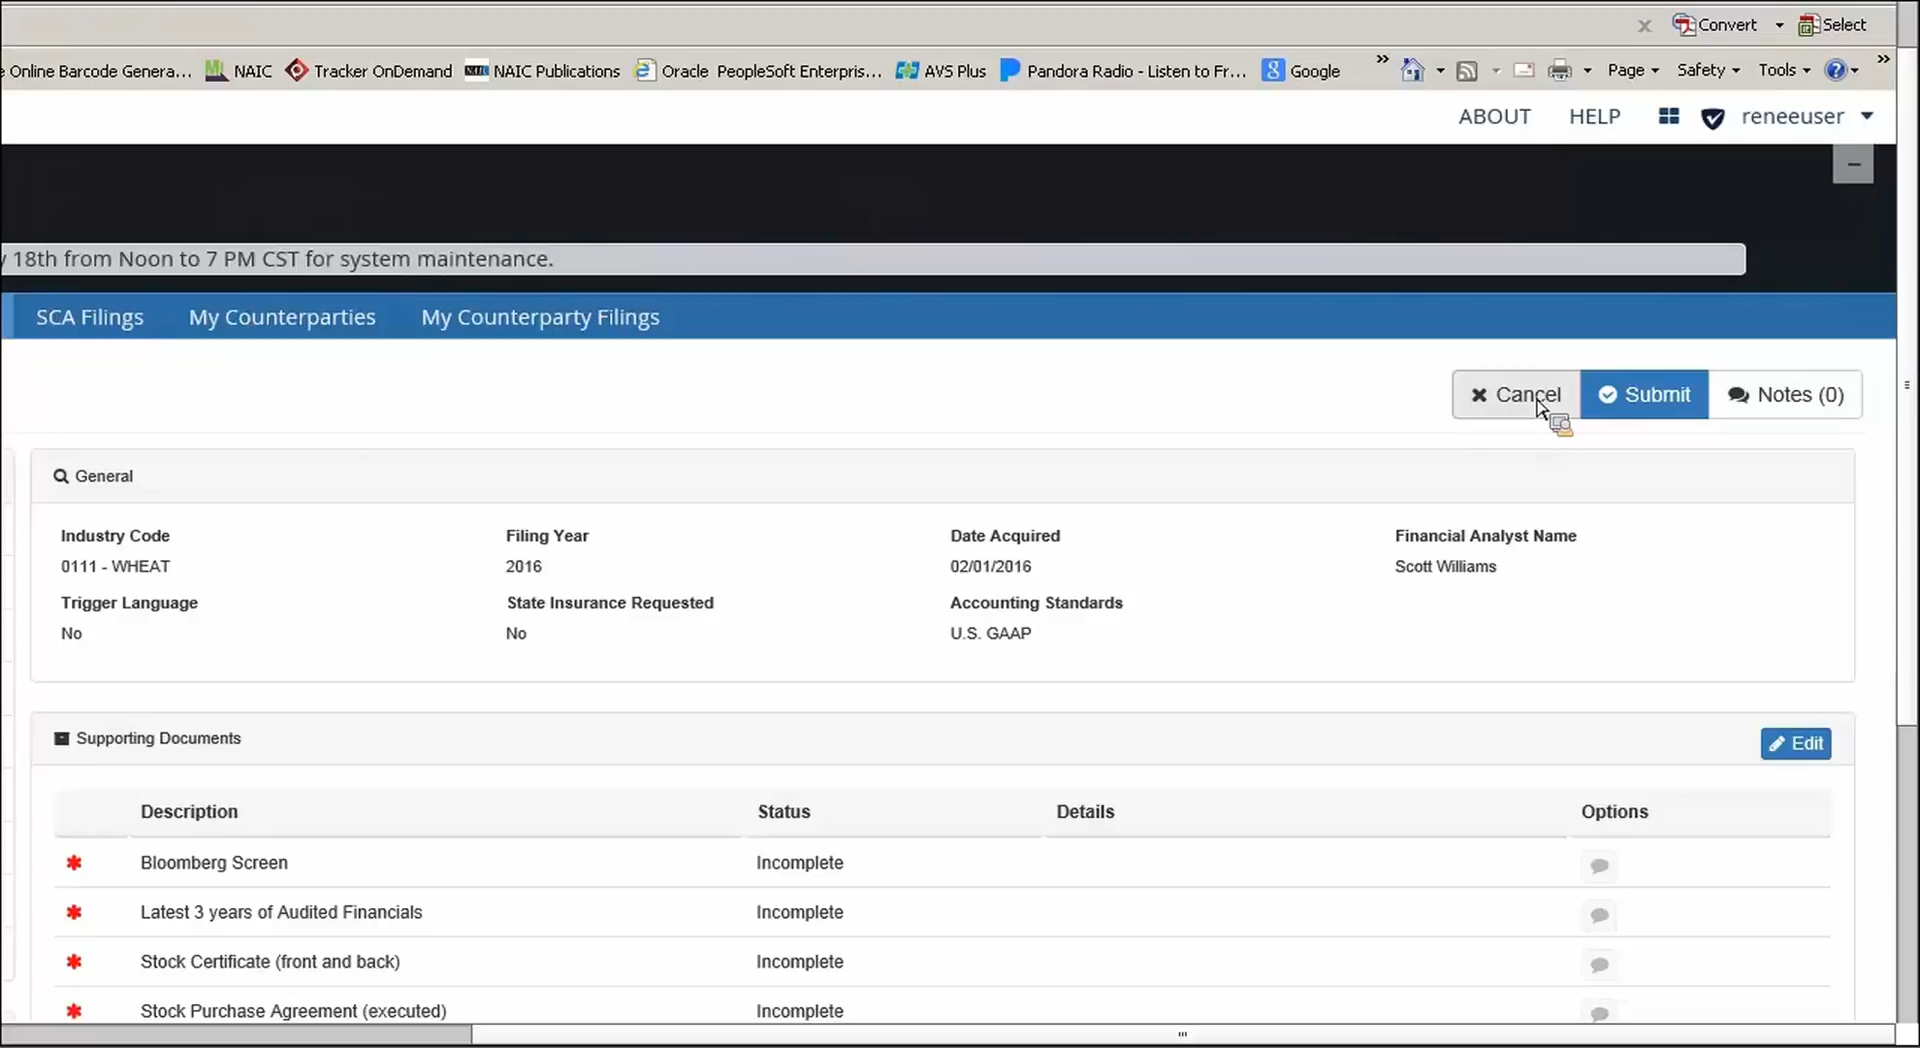 Convert Select
Online Barcode Genera... NAIC Tracker OnDemand NAIC Publications Oracle PeopleSoft Enterpris... AVS Plus Pandora Radio - Listen to Fr... Google » Page Safety Tools »
ABOUT HELP reneeuser
18th from Noon to 7 PM CST for system maintenance.
SCA Filings My Counterparties My Counterparty Filings
Cancel Submit Notes (0)
General
Industry Code Filing Year Date Acquired Financial Analyst Name
0111 - WHEAT 2016 02/01/2016 Scott Williams
Trigger Language State Insurance Requested Accounting Standards
No No U.S. GAAP
Supporting Documents Edit
Description Status Details Options
* Bloomberg Screen Incomplete
* Latest 3 years of Audited Financials Incomplete
* Stock Certificate (front and back) Incomplete
* Stock Purchase Agreement (executed) Incomplete